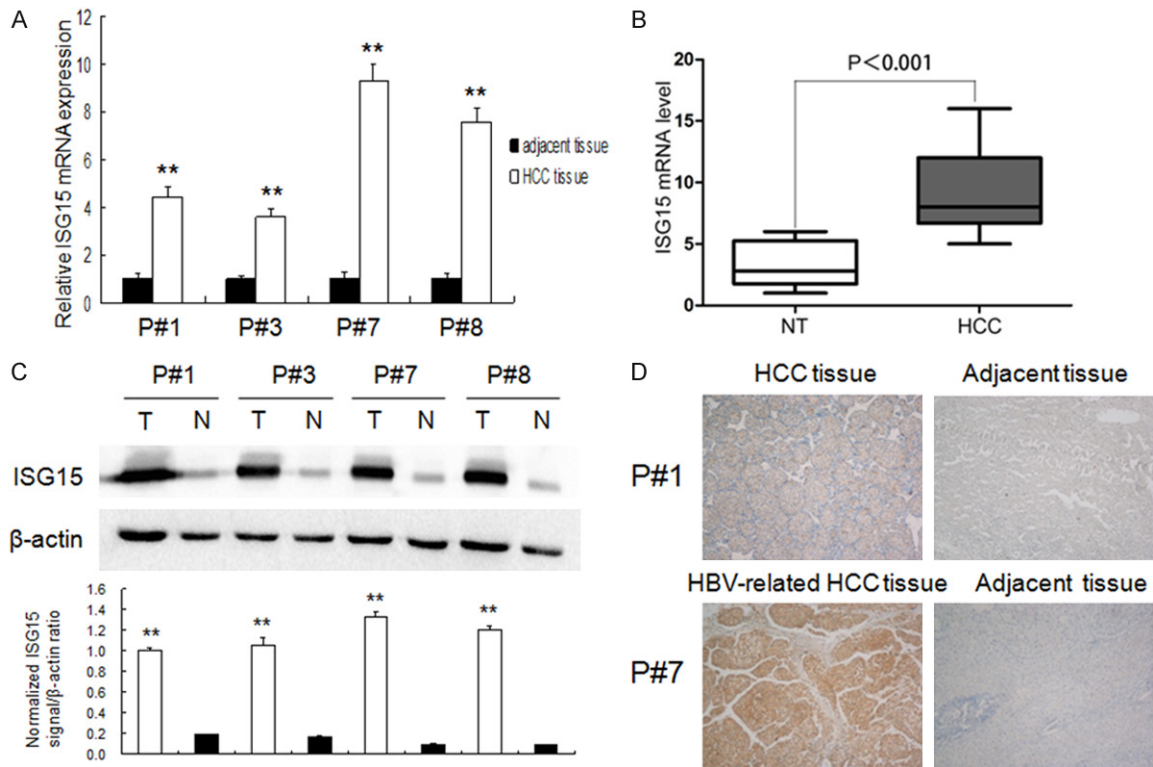 A
Relative ISG15 mRNA expression
12
10
8
6
4
2
0
**
**
**
**
adjacent tissue
HCC tissue
P#1 P#3 P#7 P#8
B
ISG15 mRNA level
20
15
10
5
0
P<0.001
NT HCC
C
P#1 P#3 P#7 P#8
T N T N T N T N
ISG15
β-actin
Normalized ISG15
signal/β-actin ratio
1.6
1.4
1.2
1.0
0.8
0.6
0.4
0.2
0.0
**
**
**
**
D
HCC tissue Adjacent tissue
P#1
HBV-related HCC tissue Adjacent tissue
P#7